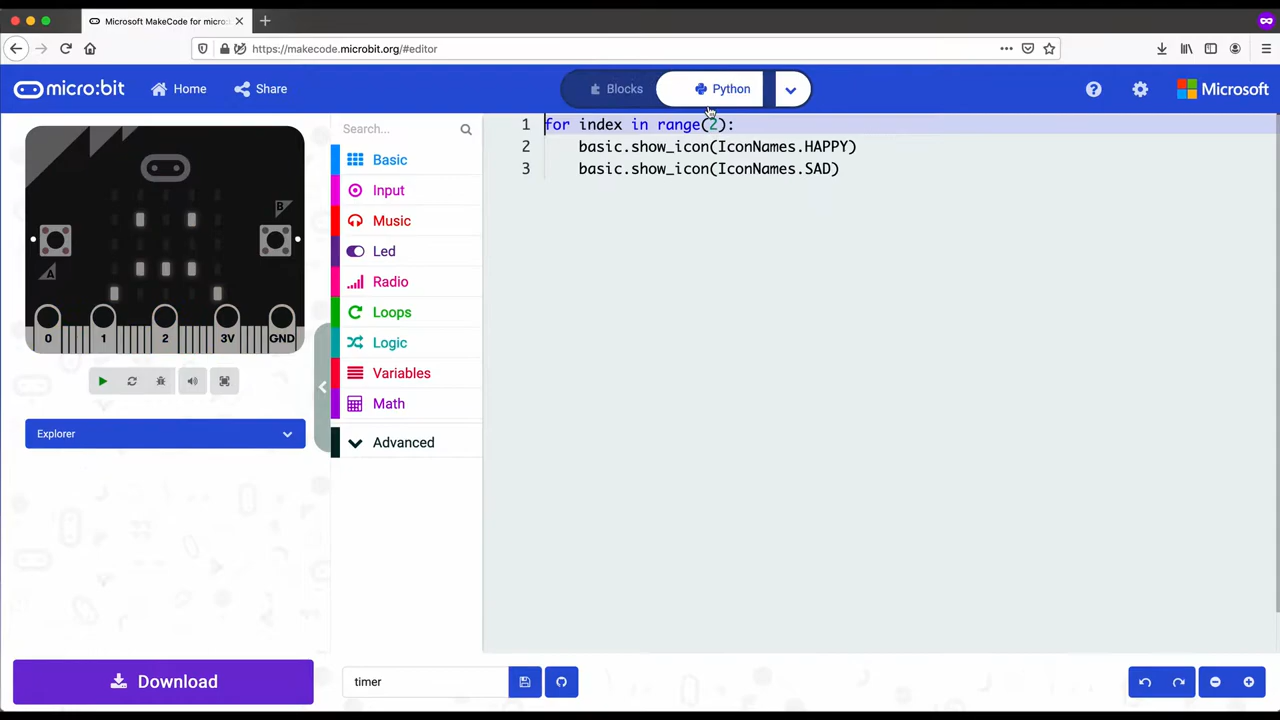 Microsoft MakeCode for micro:
https://makecode.microbit.org/#editor
micro:bit
Home
Share
Blocks
Python
Microsoft
Search...
Basic
Input
Music
Led
Radio
Loops
Logic
Variables
Math
Advanced
1 for index in range(2):
2 basic.show_icon(IconNames.HAPPY)
3 basic.show_icon(IconNames.SAD)
B
A
0 1 2 3V GND
Explorer
Download
timer